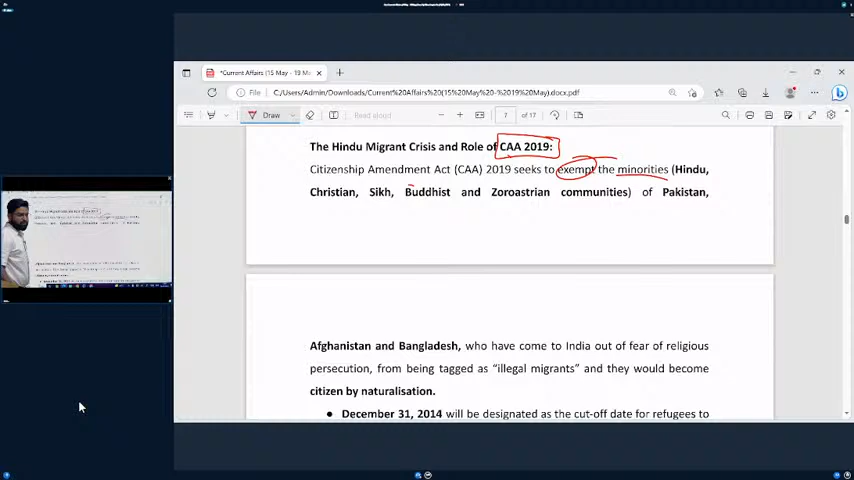 *Current Affairs (15 May - 19 M
File
C:/Users/Admin/Downloads/Current%20Affairs%20(15%20May%20-%2019%20May).docx.pdf
Draw
Read aloud
7
of 17
The Hindu Migrant Crisis and Role of CAA 2019:
Citizenship Amendment Act (CAA) 2019 seeks to exempt the minorities (Hindu,
Christian, Sikh, Buddhist and Zoroastrian communities) of Pakistan,
Afghanistan and Bangladesh, who have come to India out of fear of religious
persecution, from being tagged as “illegal migrants” and they would become
citizen by naturalisation.
● December 31, 2014 will be designated as the cut-off date for refugees to